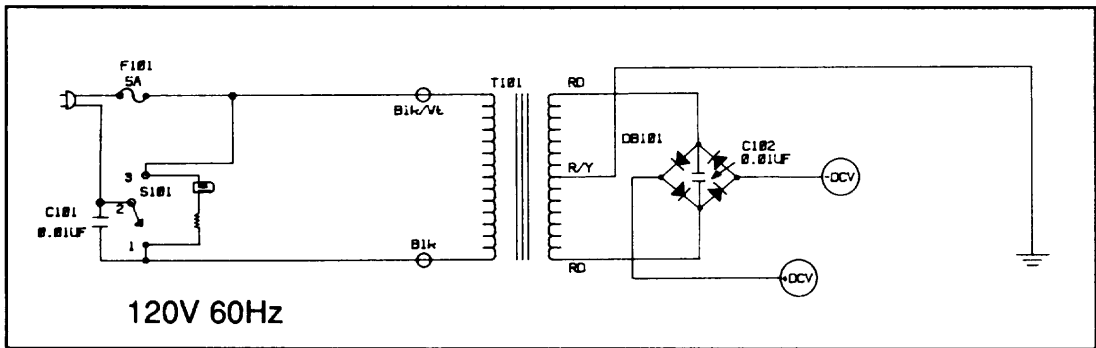 F101
5A
T101
RD
Blk/Vt
DB101
C102
0.01UF
R/Y
3
S101
-DCV
2
C101
0.01UF
1
Blk
RD
+DCV
120V 60Hz